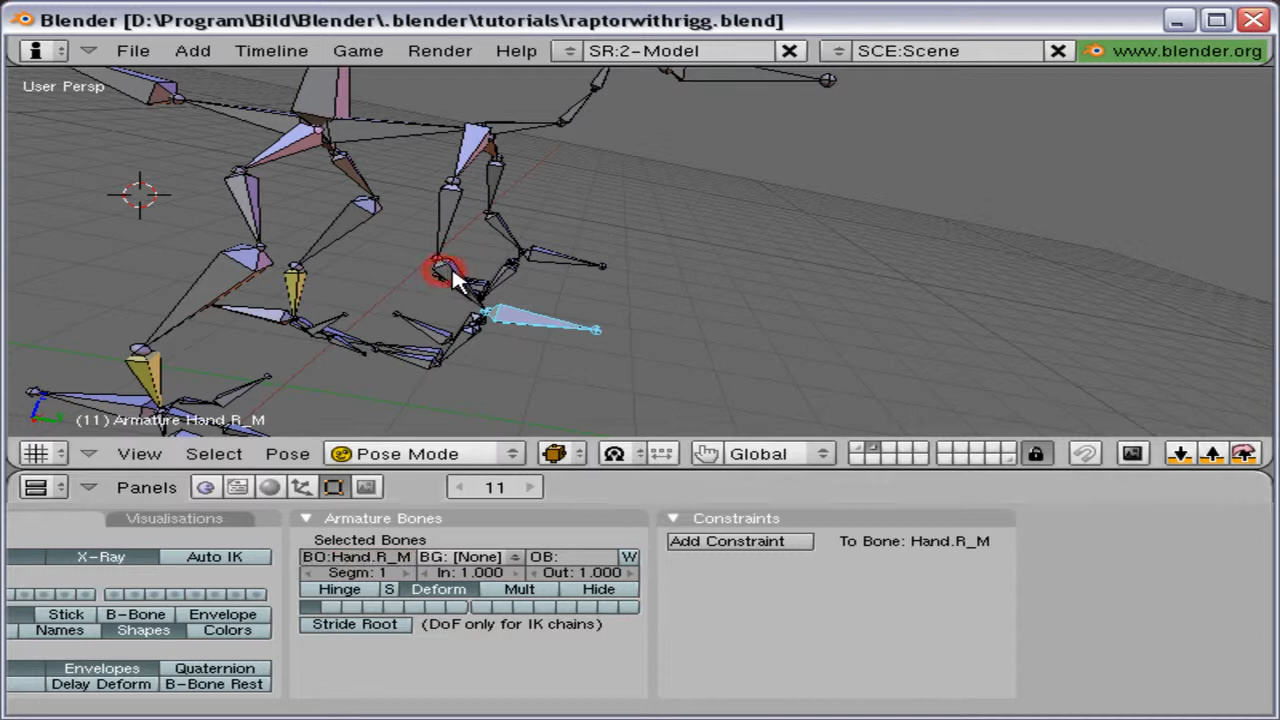 Blender [D:\Program\Bild\Blender\.blender\tutorials\raptorwithrigg.blend]
File Add Timeline Game Render Help SR:2-Model SCE:Scene www.blender.org
User Persp
(11) Armature Hand.R_M
View Select Pose Pose Mode Global
Panels 11
Visualisations Armature Bones Constraints
Selected Bones
Add Constraint To Bone: Hand.R_M
X-Ray Auto IK BO:Hand.R_M BG: [None] OB: W
Segm: 1 In: 1.000 Out: 1.000
Hinge S Deform Mult Hide
Stick B-Bone Envelope
Names Shapes Colors Stride Root (DoF only for IK chains)
Envelopes Quaternion
Delay Deform B-Bone Rest